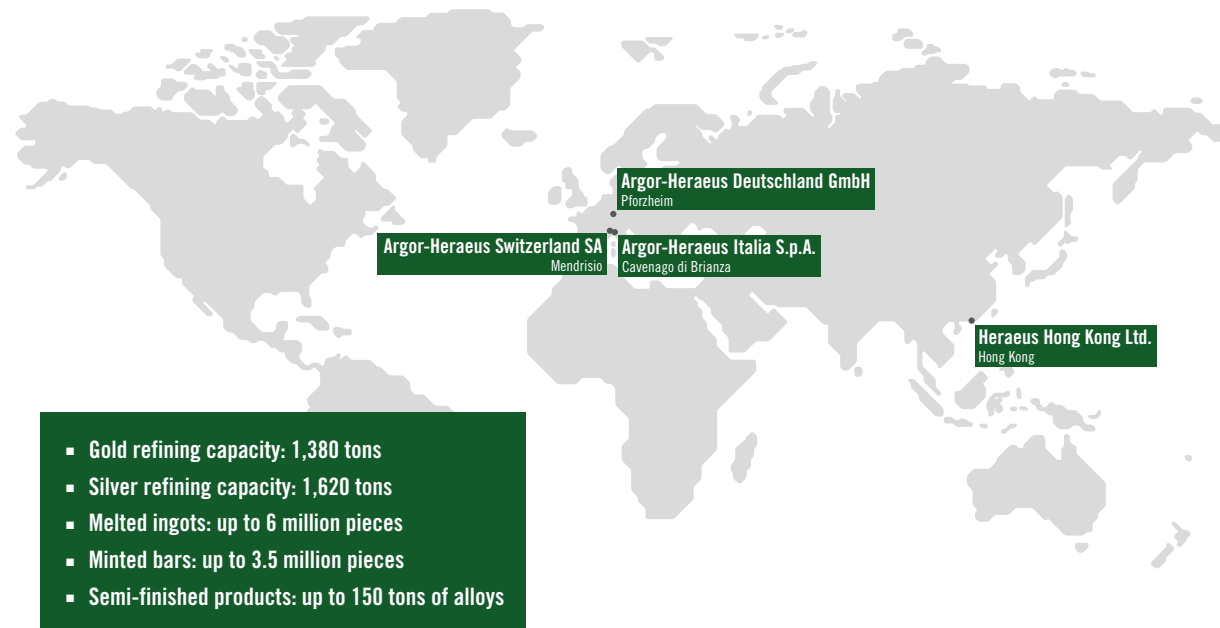 Argor-Heraeus Deutschland GmbH
Pforzheim
Argor-Heraeus Switzerland SA
Mendrisio
Argor-Heraeus Italia S.p.A.
Cavenago di Brianza
Heraeus Hong Kong Ltd.
Hong Kong
▪ Gold refining capacity: 1,380 tons
▪ Silver refining capacity: 1,620 tons
▪ Melted ingots: up to 6 million pieces
▪ Minted bars: up to 3.5 million pieces
▪ Semi-finished products: up to 150 tons of alloys